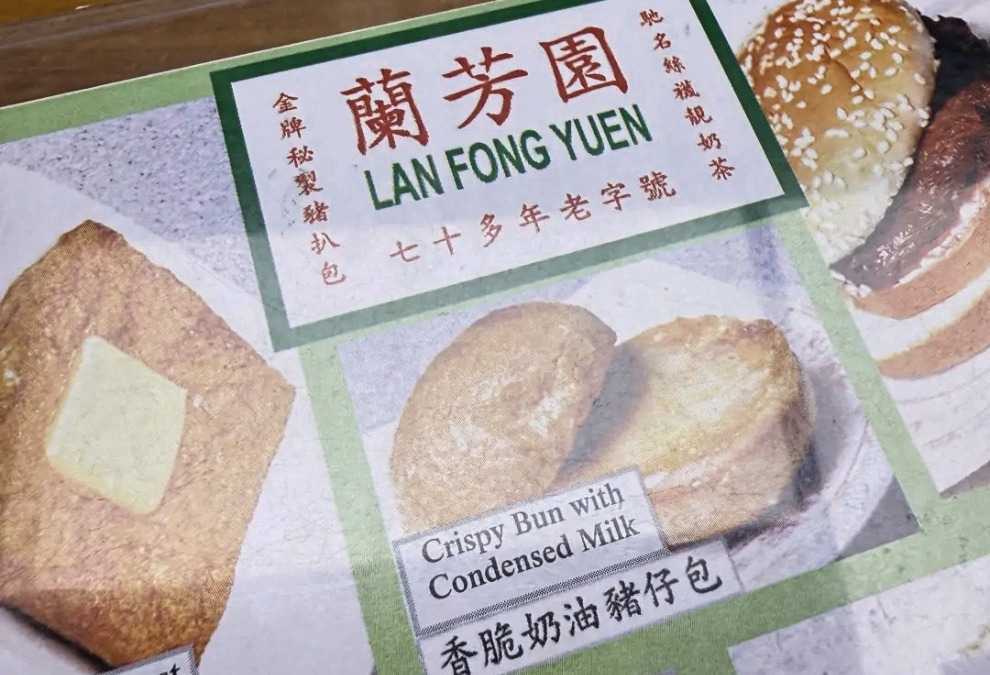 蘭芳園
LAN FONG YUEN
七十多年老字號
金牌秘製豬扒包
馳名絲襪靚奶茶
Crispy Bun with
Condensed Milk
香脆奶油豬仔包